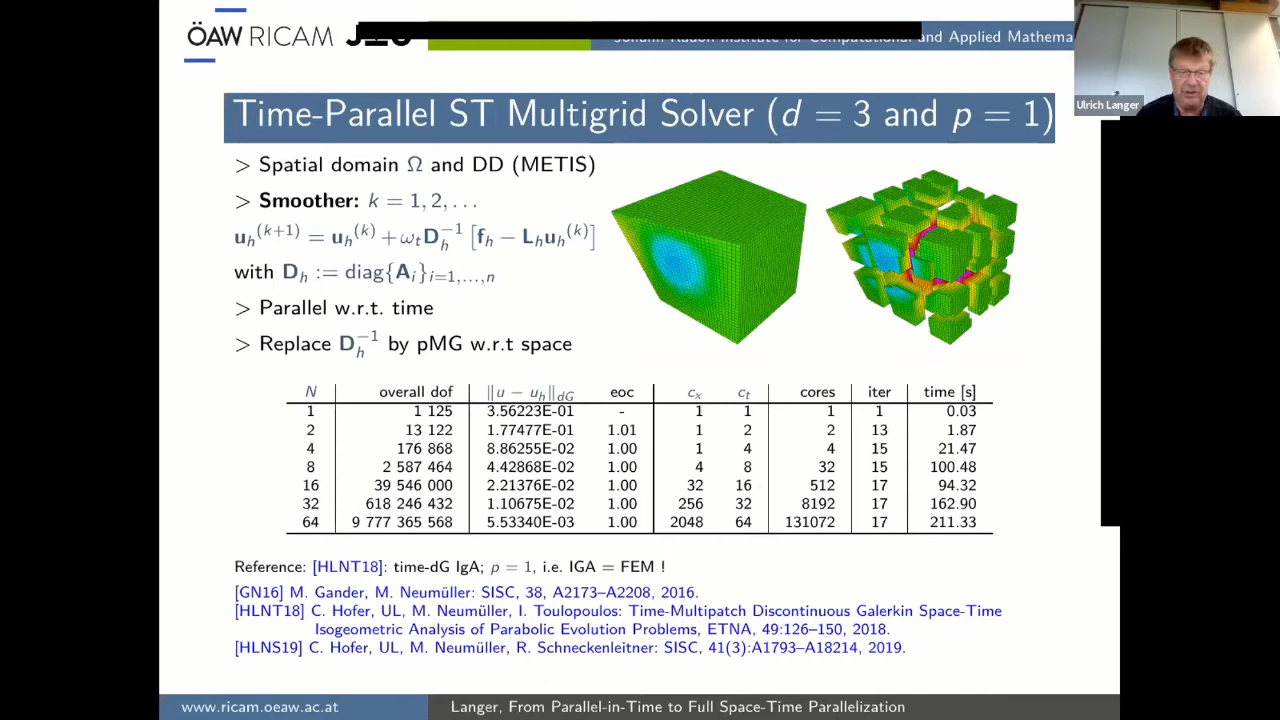 ÖAW RICAM
Johann Radon Institute for Computational and Applied Mathema
Ulrich Langer
Time-Parallel ST Multigrid Solver (d = 3 and p = 1)
> Spatial domain Ω and DD (METIS)
> Smoother: k = 1, 2, . . .
u_h^(k+1) = u_h^(k) + ω_t D_h^−1 [f_h − L_h u_h^(k)]
with D_h := diag{A_i}_i=1,...,n
> Parallel w.r.t. time
> Replace D_h^−1 by pMG w.r.t space
N overall dof ‖u − u_h‖_dG eoc c_x c_t cores iter time [s]
1 1 125 3.56223E-01 - 1 1 1 1 0.03
2 13 122 1.77477E-01 1.01 1 2 2 13 1.87
4 176 868 8.86255E-02 1.00 1 4 4 15 21.47
8 2 587 464 4.42868E-02 1.00 4 8 32 15 100.48
16 39 546 000 2.21376E-02 1.00 32 16 512 17 94.32
32 618 246 432 1.10675E-02 1.00 256 32 8192 17 162.90
64 9 777 365 568 5.53340E-03 1.00 2048 64 131072 17 211.33
Reference: [HLNT18]: time-dG IgA; p = 1, i.e. IGA = FEM !
[GN16] M. Gander, M. Neumüller: SISC, 38, A2173–A2208, 2016.
[HLNT18] C. Hofer, UL, M. Neumüller, I. Toulopoulos: Time-Multipatch Discontinuous Galerkin Space-Time
Isogeometric Analysis of Parabolic Evolution Problems, ETNA, 49:126–150, 2018.
[HLNS19] C. Hofer, UL, M. Neumüller, R. Schneckenleitner: SISC, 41(3):A1793–A18214, 2019.
www.ricam.oeaw.ac.at
Langer, From Parallel-in-Time to Full Space-Time Parallelization